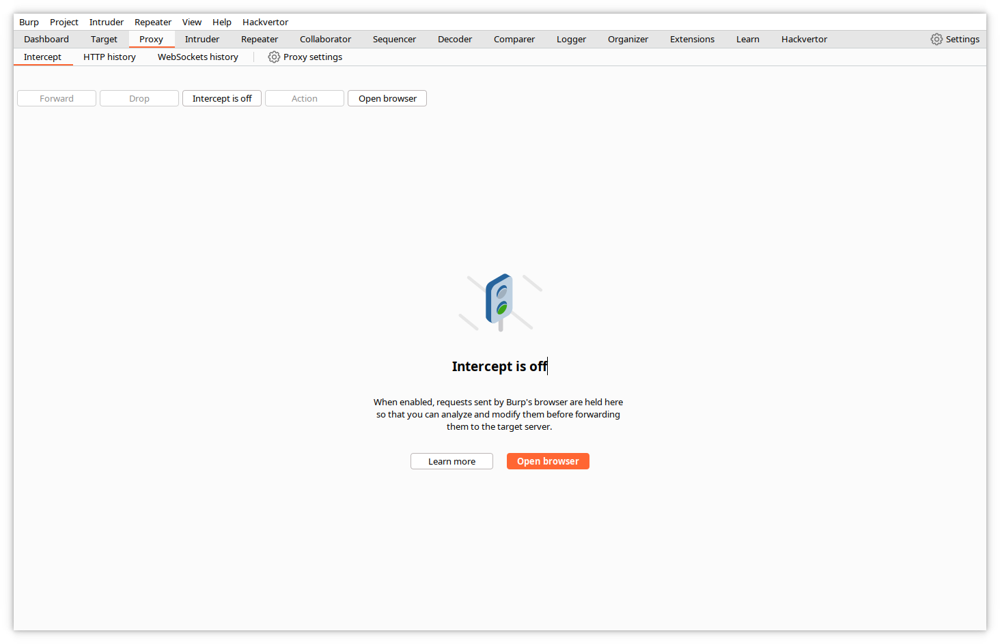 Burp Project Intruder Repeater View Help Hackvertor
Dashboard Target Proxy Intruder Repeater Collaborator Sequencer Decoder Comparer Logger Organizer Extensions Learn Hackvertor Settings
Intercept HTTP history WebSockets history Proxy settings
Forward Drop Intercept is off Action Open browser
Intercept is off
When enabled, requests sent by Burp's browser are held here
so that you can analyze and modify them before forwarding
them to the target server.
Learn more Open browser